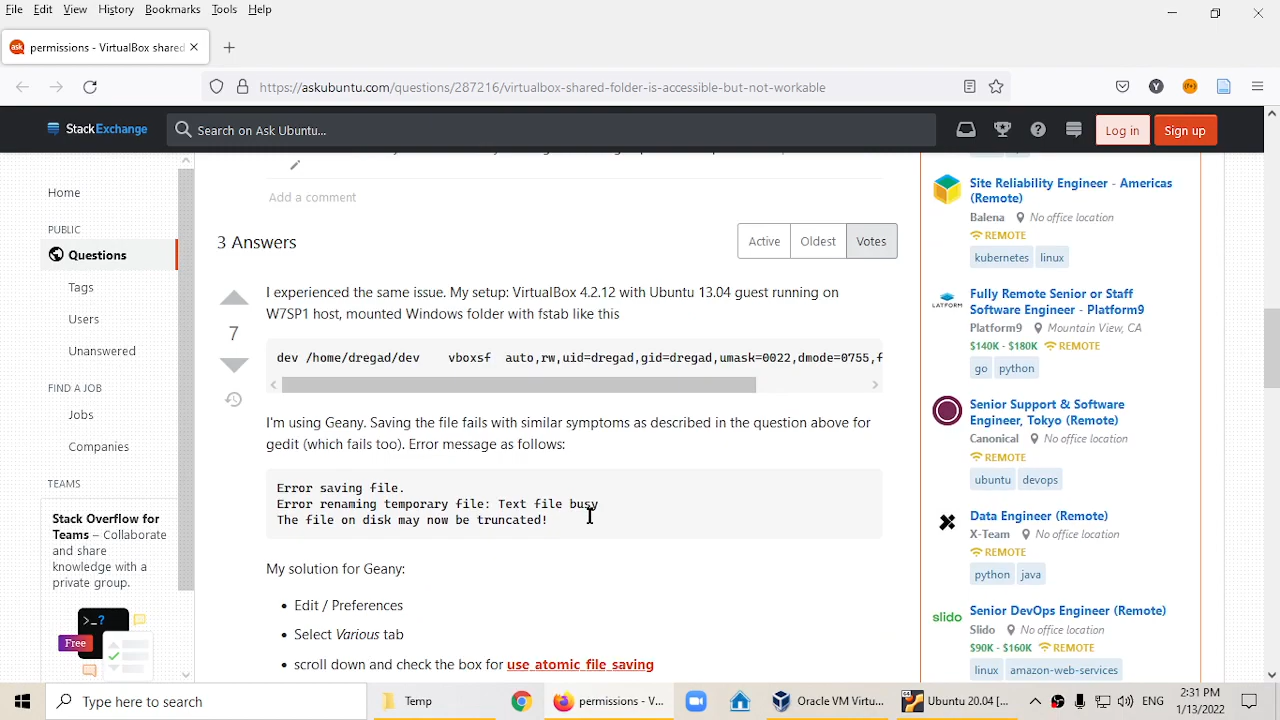 File Edit View History Bookmarks Tools Help
permissions - VirtualBox shared
https://askubuntu.com/questions/287316/virtualbox-shared-folder-is-accessible-but-not-workable
StackExchange
Search on Ask Ubuntu...
Log in
Sign up
Home
PUBLIC
Questions
Tags
Users
Unanswered
FIND A JOB
Jobs
Companies
TEAMS
Stack Overflow for
Teams – Collaborate
and share
knowledge with a
private group.
>_?
Free
Add a comment
3 Answers
Active
Oldest
Votes
7
I experienced the same issue. My setup: VirtualBox 4.2.12 with Ubuntu 13.04 guest running on
W7SP1 host, mounted Windows folder with fstab like this
dev /home/dregad/dev vboxsf auto,rw,uid=dregad,gid=dregad,umask=0022,dmode=0755,f
I'm using Geany. Saving the file fails with similar symptoms as described in the question above for
gedit (which fails too). Error message as follows:
Error saving file.
Error renaming temporary file: Text file busy
The file on disk may now be truncated!
My solution for Geany:
• Edit / Preferences
• Select Various tab
• scroll down and check the box for use_atomic_file_saving
Site Reliability Engineer - Americas
(Remote)
Balena No office location
REMOTE
kubernetes linux
Fully Remote Senior or Staff
Software Engineer - Platform9
PLATFORM9
Platform9 Mountain View, CA
$140K - $180K REMOTE
go python
Senior Support & Software
Engineer, Tokyo (Remote)
Canonical No office location
REMOTE
ubuntu devops
Data Engineer (Remote)
X-Team No office location
REMOTE
python java
Senior DevOps Engineer (Remote)
slido
Slido No office location
$90K - $160K REMOTE
linux amazon-web-services
Type here to search
Temp
permissions - V...
Oracle VM Virtu...
Ubuntu 20.04 [...
ENG
2:31 PM
1/13/2022